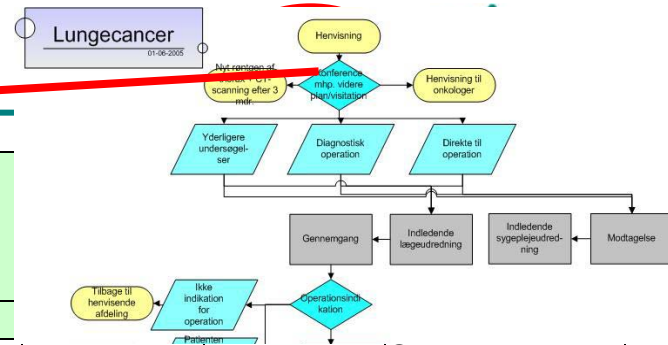 Lungecancer
01-06-2005
Henvisning
Nyt røntgen af
thorax + CT-
scanning efter 3
mdr.
Konference
mhp. videre
plan/visitation
Henvisning til
onkologer
Yderligere
undersøgel-
ser
Diagnostisk
operation
Direkte til
operation
Gennemgang
Indledende
lægeudredning
Indledende
sygeplejeudred-
ning
Modtagelse
Tilbage til
henvisende
afdeling
Ikke
indikation
for
operation
Operationsindi
kation
Patienten